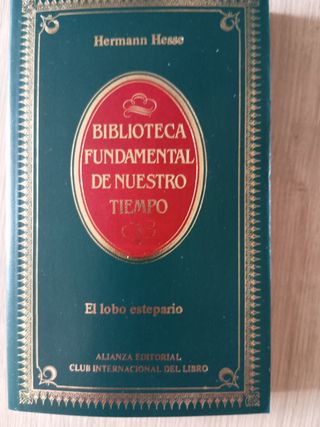 Hermann Hesse
BIBLIOTECA
FUNDAMENTAL
DE NUESTRO
TIEMPO
El lobo estepario
ALIANZA EDITORIAL
CLUB INTERNACIONAL DEL LIBRO